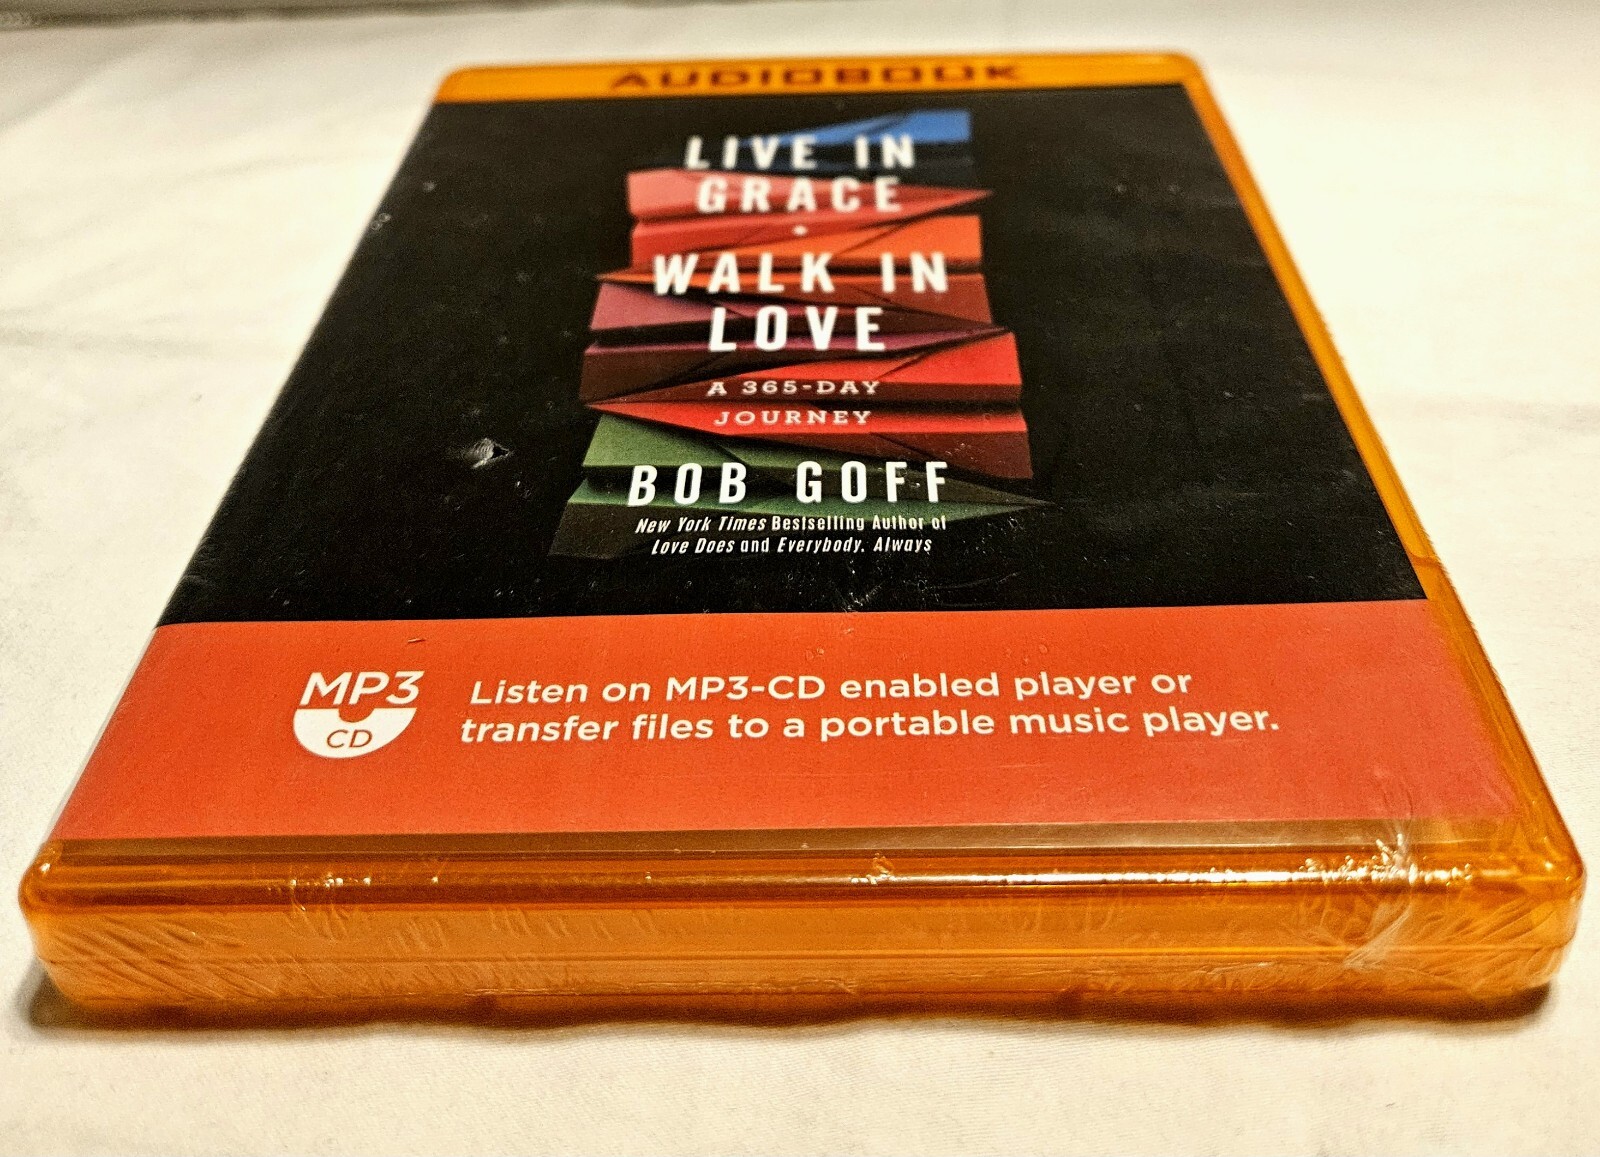 AUDIOBOOK
LIVE IN
GRACE
WALK IN
LOVE
A 365-DAY
JOURNEY
BOB GOFF
New York Times Bestselling Author of
Love Does and Everybody, Always
MP3
CD
Listen on MP3-CD enabled player or
transfer files to a portable music player.